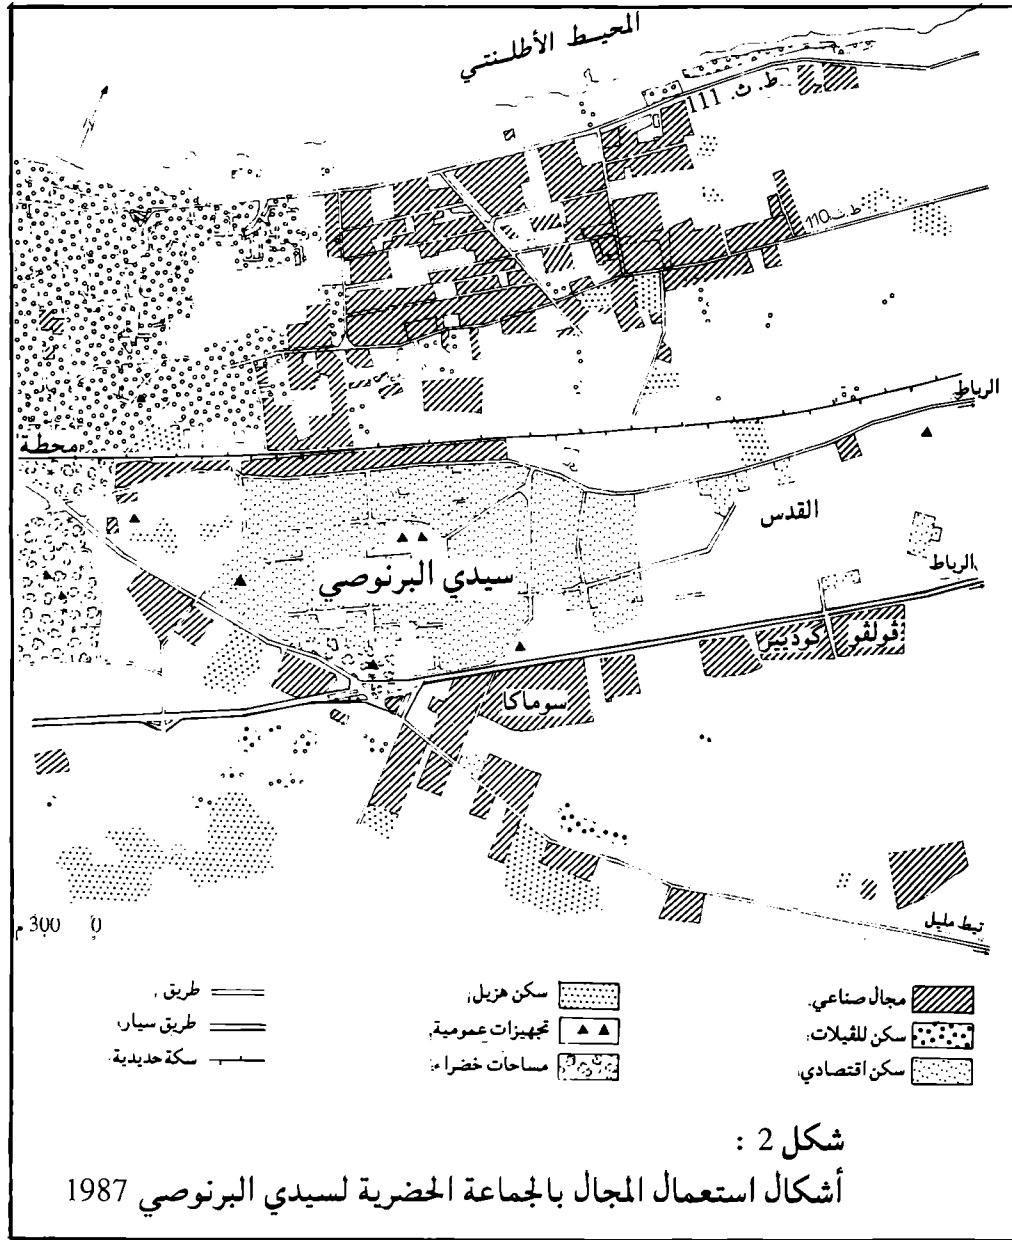 المحيط الأطلنتي
ط. ث. 111
ط.ث.110
الرباط
محطة
القدس
سيدي البرنوصي
الرباط
ڤولڤو
كوديير
سوماكا
تيط مليل
300 م
0
مجال صناعي
سكن للڤيلات
سكن اقتصادي
سكن هزيل
تجهيزات عمومية
مساحات خضراء
طريق
طريق سيار
سكة حديدية
شكل 2 :
أشكال استعمال المجال بالجماعة الحضرية لسيدي البرنوصي 1987